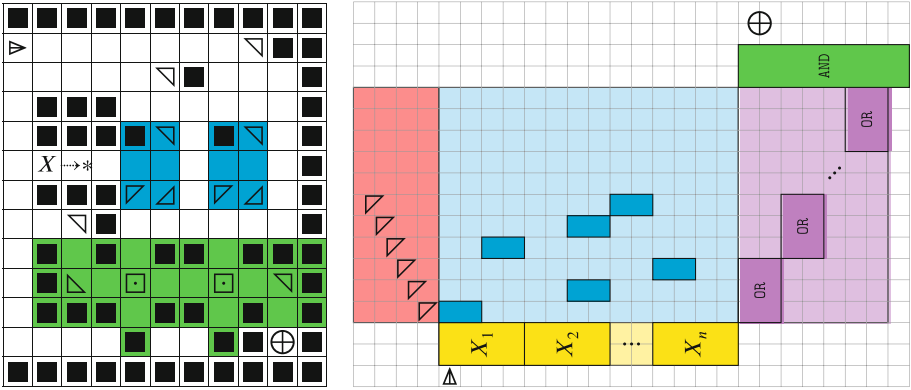 X
AND
OR
OR
OR
X₁
X₂
...
Xₙ